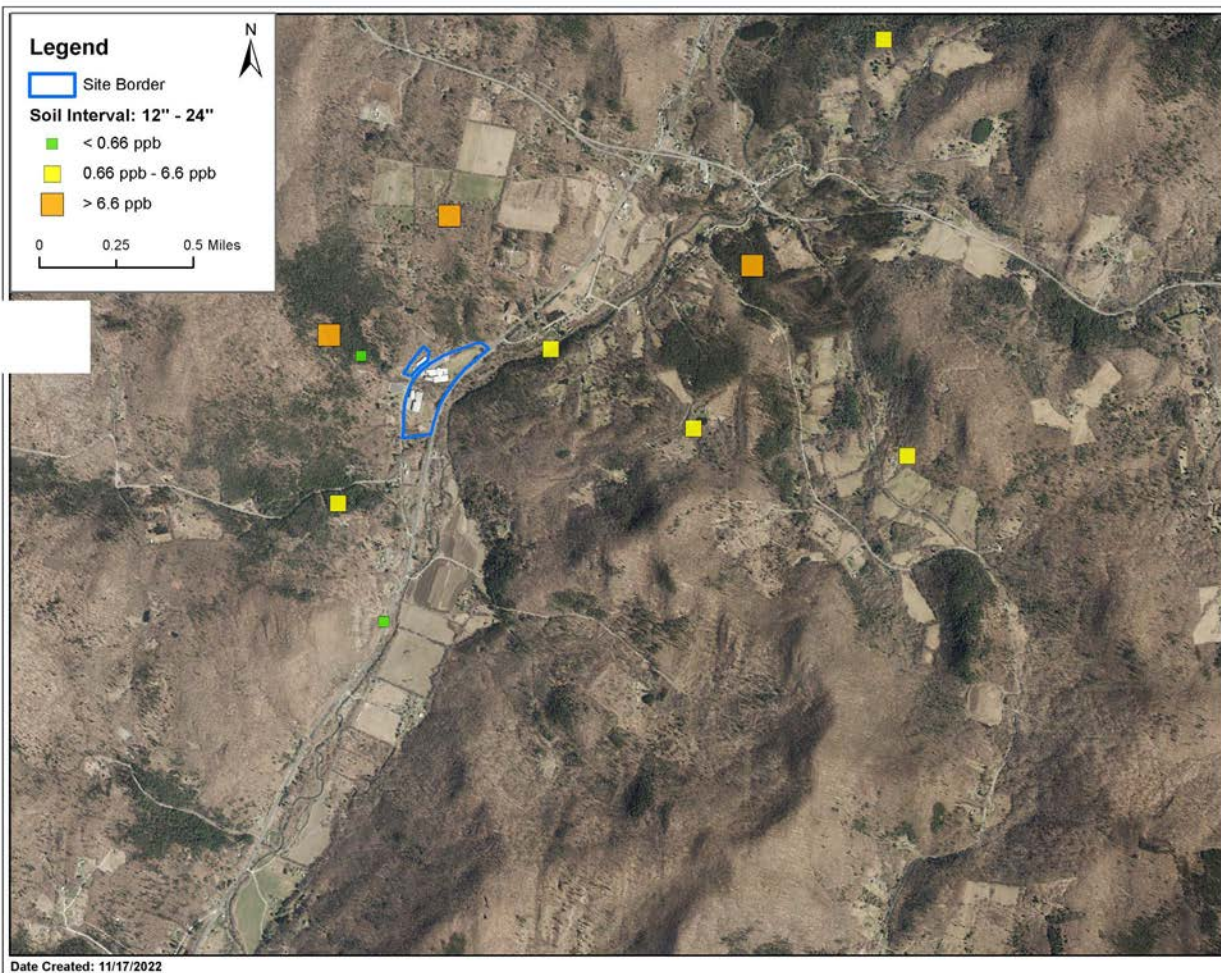 Legend
N
Site Border
Soil Interval: 12" - 24"
< 0.66 ppb
0.66 ppb - 6.6 ppb
> 6.6 ppb
0 0.25 0.5 Miles
Date Created: 11/17/2022